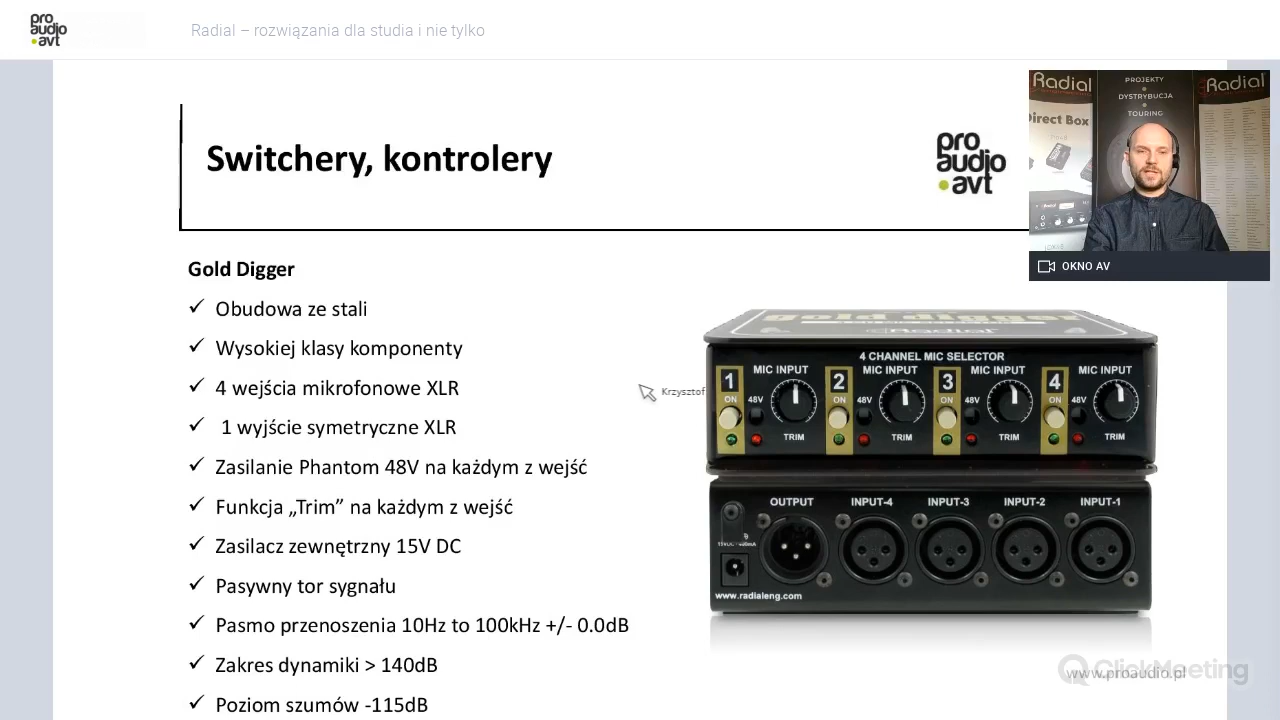 pro
audio
.avt
Radial – rozwiązania dla studia i nie tylko
Switchery, kontrolery
pro
audio
.avt
Radial
PROJEKTY
DYSTRYBUCJA
TOURING
Radial
Direct Box
OKNO AV
Gold Digger
✓ Obudowa ze stali
✓ Wysokiej klasy komponenty
✓ 4 wejścia mikrofonowe XLR
✓ 1 wyjście symetryczne XLR
✓ Zasilanie Phantom 48V na każdym z wejść
✓ Funkcja „Trim” na każdym z wejść
✓ Zasilacz zewnętrzny 15V DC
✓ Pasywny tor sygnału
✓ Pasmo przenoszenia 10Hz to 100kHz +/- 0.0dB
✓ Zakres dynamiki > 140dB
✓ Poziom szumów -115dB
Krzysztof
gold digger
Radial
4 CHANNEL MIC SELECTOR
1 MIC INPUT 2 MIC INPUT 3 MIC INPUT 4 MIC INPUT
ON 48V ON 48V ON 48V ON 48V
TRIM TRIM TRIM TRIM
OUTPUT INPUT-4 INPUT-3 INPUT-2 INPUT-1
www.radialeng.com
ClickMeeting
www.proaudio.pl